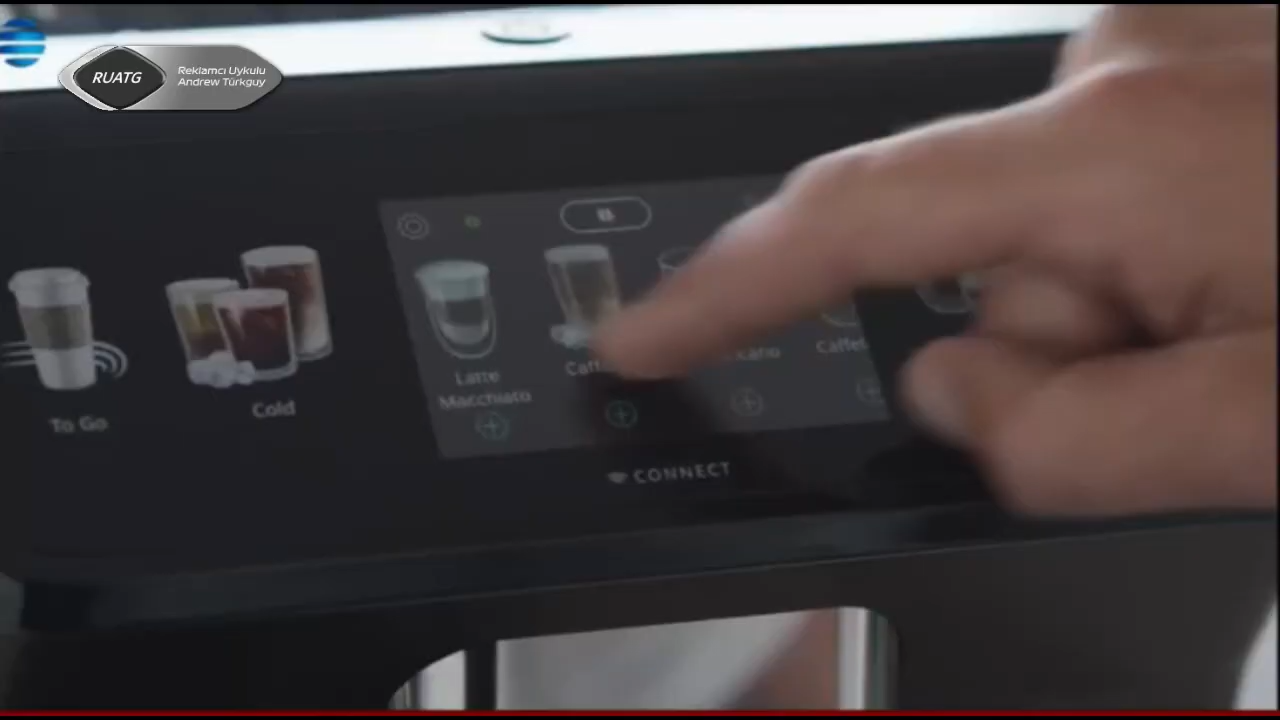 RUATG
Reklamcı Uykulu
Andrew Türkguy
To Go
Cold
Latte
Macchiato
CONNECT